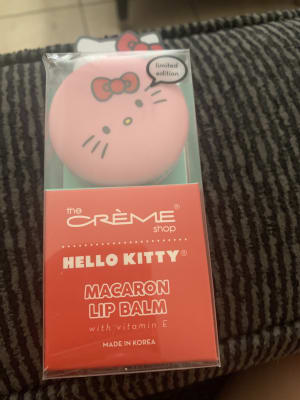 limited
edition
the
CRÈME®
shop
HELLO KITTY®
MACARON
LIP BALM
with vitamin E
MADE IN KOREA